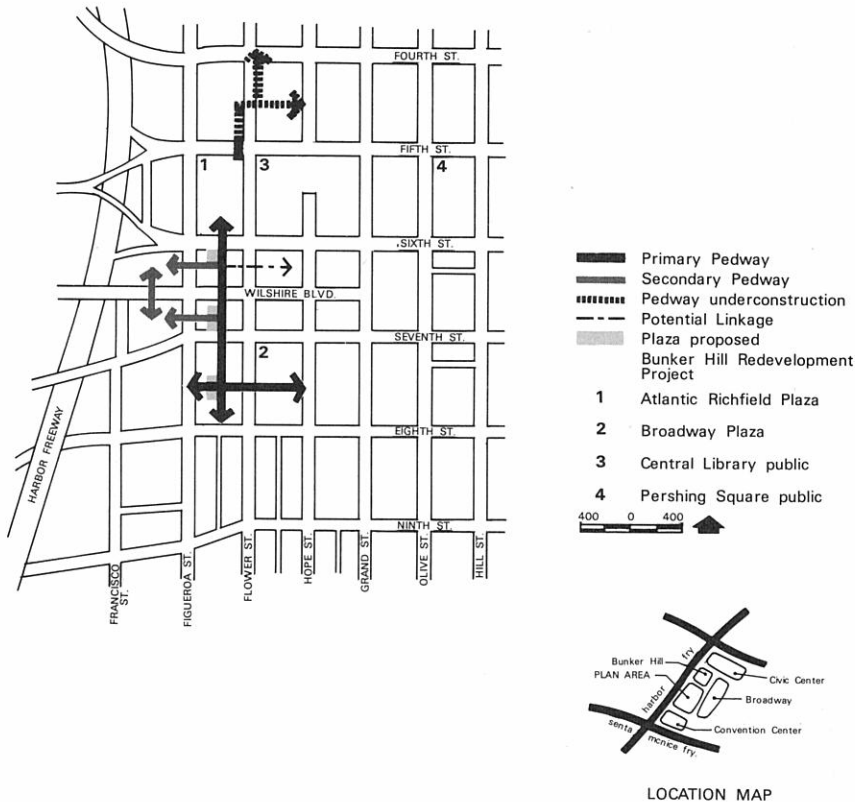 FOURTH ST.
FIFTH ST.
1
3
4
SIXTH ST.
WILSHIRE BLVD.
SEVENTH ST.
2
EIGHTH ST.
HARBOR FREEWAY
NINTH ST.
FRANCISCO
ST.
FIGUEROA ST.
FLOWER ST.
HOPE ST.
GRAND ST.
OLIVE ST.
HILL ST.
Primary Pedway
Secondary Pedway
Pedway underconstruction
Potential Linkage
Plaza proposed
Bunker Hill Redevelopment
Project
1 Atlantic Richfield Plaza
2 Broadway Plaza
3 Central Library public
4 Pershing Square public
400 0 400
Bunker Hill
PLAN AREA
harbor fry.
Civic Center
Broadway
Convention Center
senta mcnice fry.
LOCATION MAP